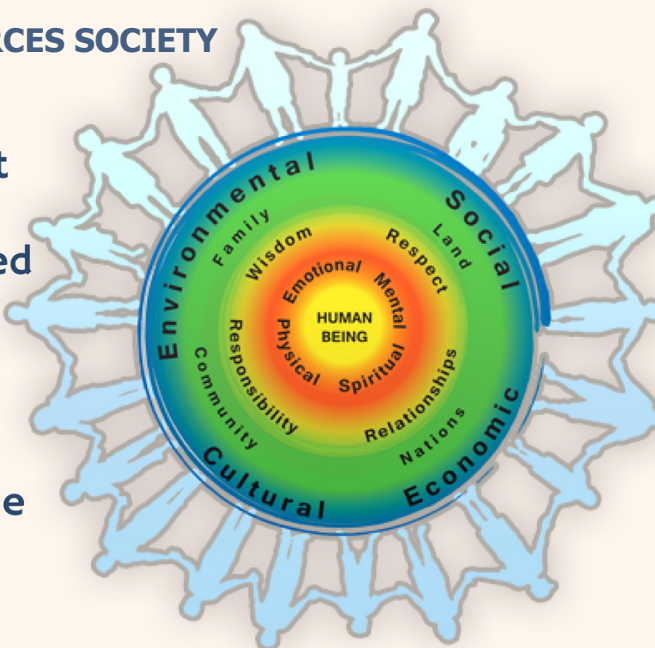 RCES SOCIETY
t
ed
e
Environmental
Social
Economic
Cultural
Family
Land
Nations
Community
Wisdom
Respect
Relationships
Responsibility
Emotional
Mental
Spiritual
Physical
HUMAN
BEING